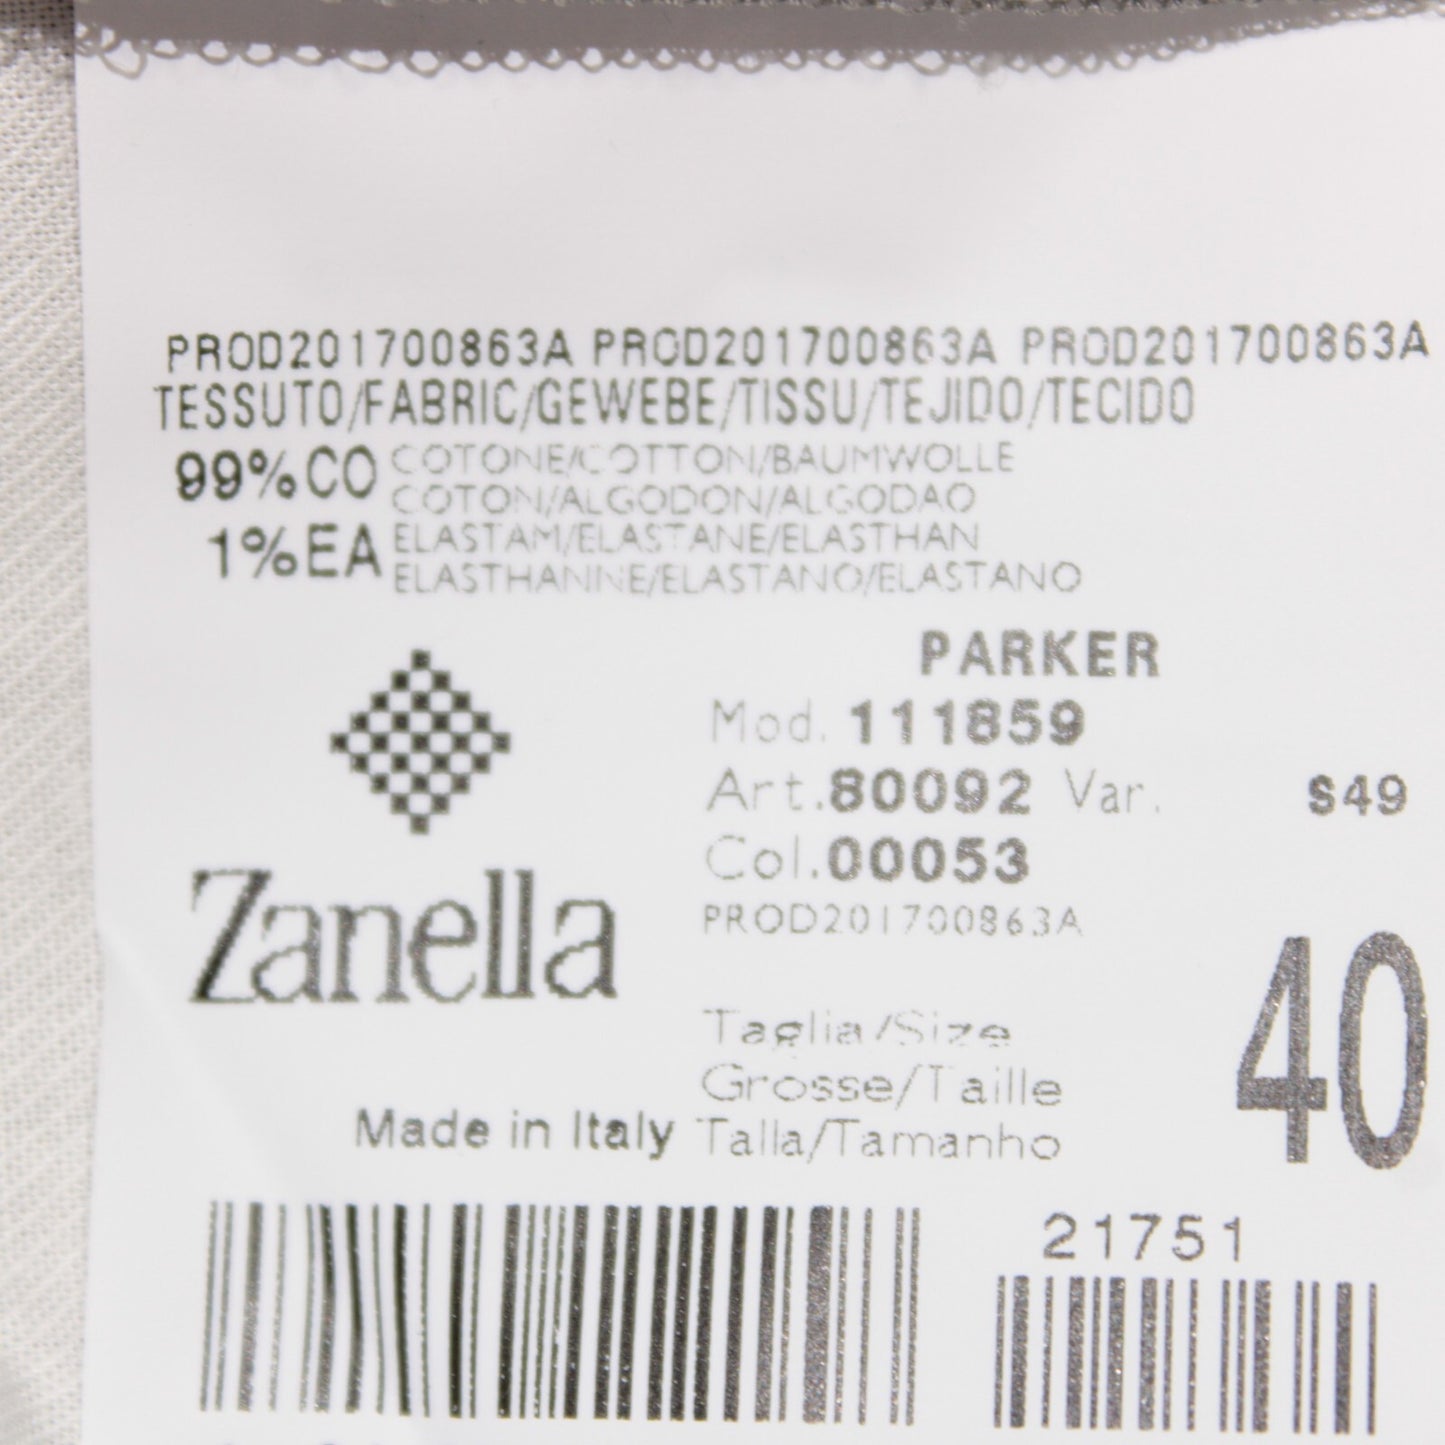 PROD201700863A PROD201700863A PROD201700863A
TESSUTO/FABRIC/GEWEBE/TISSU/TEJIDO/TECIDO
99%CO COTONE/COTTON/BAUMWOLLE
COTON/ALGODON/ALGODAO
1%EA ELASTAM/ELASTANE/ELASTHAN
ELASTHANNE/ELASTANO/ELASTANO
PARKER
Mod. 111859
Art.80092 Var. S49
Col.00053
PROD201700863A
Zanella
Taglia/Size
Grosse/Taille
Talla/Tamanho
40
Made in Italy
21751